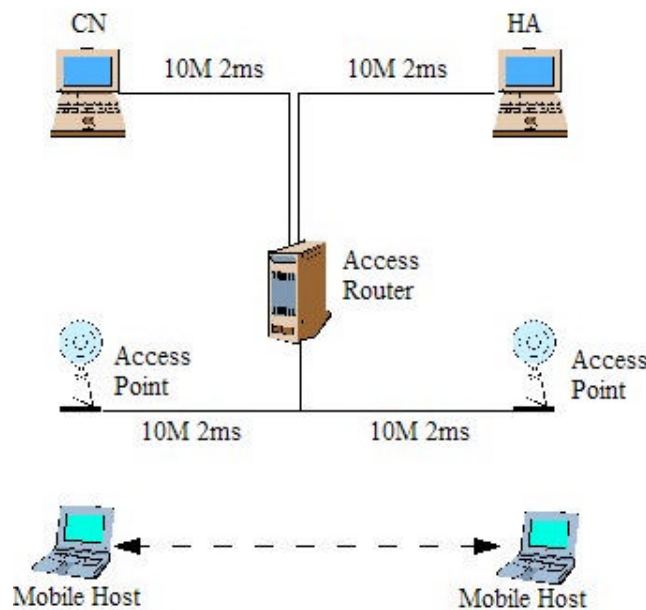 CN
HA
10M 2ms
10M 2ms
Access
Router
Access
Point
Access
Point
10M 2ms
10M 2ms
Mobile Host
Mobile Host